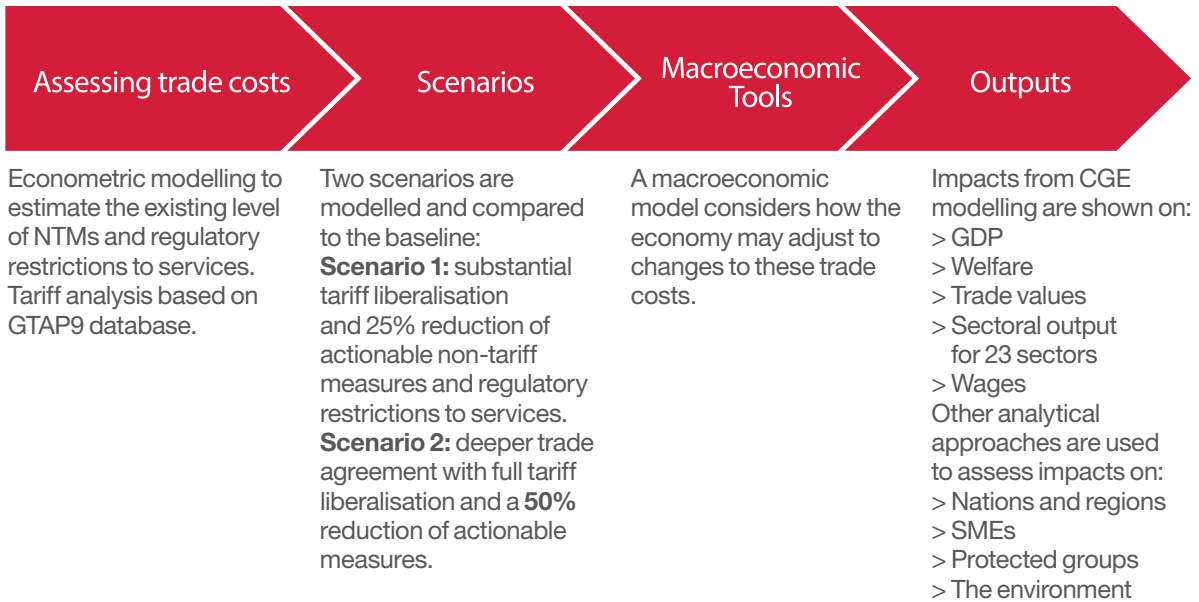 Assessing trade costs
Scenarios
Macroeconomic
Tools
Outputs
Econometric modelling to
estimate the existing level
of NTMs and regulatory
restrictions to services.
Tariff analysis based on
GTAP9 database.
Two scenarios are
modelled and compared
to the baseline:
Scenario 1: substantial
tariff liberalisation
and 25% reduction of
actionable non-tariff
measures and regulatory
restrictions to services.
Scenario 2: deeper trade
agreement with full tariff
liberalisation and a 50%
reduction of actionable
measures.
A macroeconomic
model considers how the
economy may adjust to
changes to these trade
costs.
Impacts from CGE
modelling are shown on:
> GDP
> Welfare
> Trade values
> Sectoral output
for 23 sectors
> Wages
Other analytical
approaches are used
to assess impacts on:
> Nations and regions
> SMEs
> Protected groups
> The environment